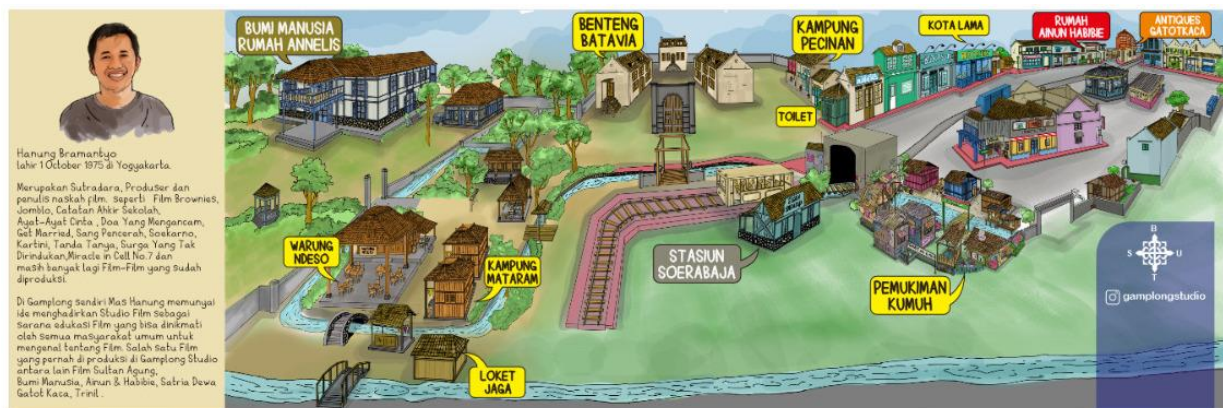 Hanung Bramantyo
lahir 1 October 1975 di Yogyakarta.
Merupakan Sutradara, Produser dan
penulis naskah film. seperti Film Brownies,
Jomblo, Catatan Ahkir Sekolah,
Ayat-Ayat Cinta, Doa Yang Mengancam,
Get Married, Sang Pencerah, Soekarno,
Kartini, Tanda Tanya, Surga Yang Tak
Dirindukan,Miracle in Cell No.7 dan
masih banyak lagi Film-Film yang sudah
diproduksi.
Di Gamplong sendiri Mas Hanung memunyai
ide menghadirkan Studio Film sebagai
sarana edukasi Film yang bisa dinikmati
oleh semua masyarakat umum untuk
mengenal tentang Film. Salah satu Film
yang pernah di produksi di Gamplong Studio
antara lain Film Sultan Agung,
Bumi Manusia, Ainun & Habibie, Satria Dewa
Gatot Kaca, Trinil.
BUMI MANUSIA
RUMAH ANNELIS
BENTENG
BATAVIA
KAMPUNG
PECINAN
KOTA LAMA
RUMAH
AINUN HABIBIE
ANTIQUES
GATOTKACA
TOILET
WARUNG
NDESO
KAMPUNG
MATARAM
STASIUN
SOERABAJA
PEMUKIMAN
KUMUH
LOKET
JAGA
B
S U
T
gamplongstudio